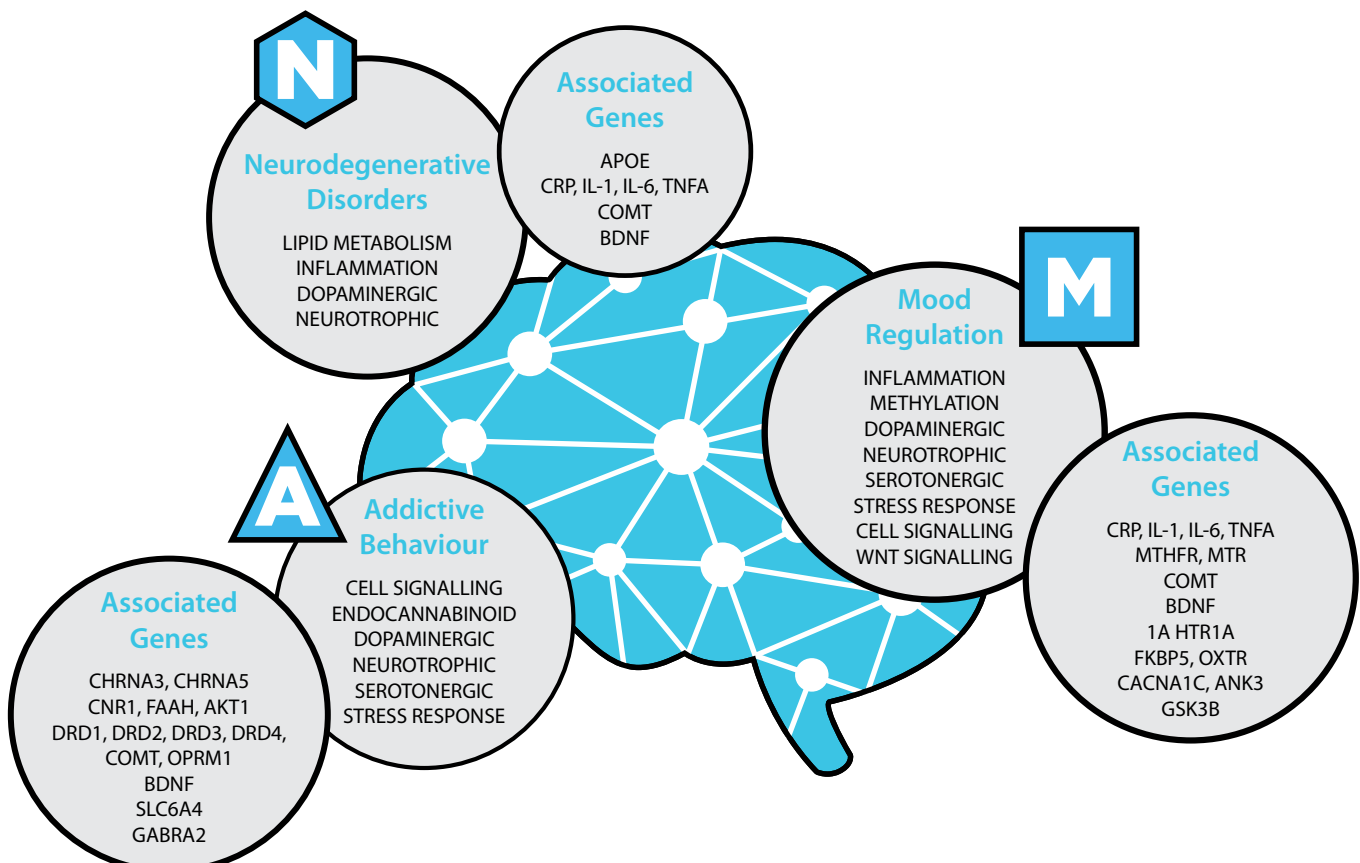 N
Neurodegenerative
Disorders
LIPID METABOLISM
INFLAMMATION
DOPAMINERGIC
NEUROTROPHIC
Associated
Genes
APOE
CRP, IL-1, IL-6, TNFA
COMT
BDNF
M
Mood
Regulation
INFLAMMATION
METHYLATION
DOPAMINERGIC
NEUROTROPHIC
SEROTONERGIC
STRESS RESPONSE
CELL SIGNALLING
WNT SIGNALLING
Associated
Genes
CRP, IL-1, IL-6, TNFA
MTHFR, MTR
COMT
BDNF
1A HTR1A
FKBP5, OXTR
CACNA1C, ANK3
GSK3B
A
Addictive
Behaviour
CELL SIGNALLING
ENDOCANNABINOID
DOPAMINERGIC
NEUROTROPHIC
SEROTONERGIC
STRESS RESPONSE
Associated
Genes
CHRNA3, CHRNA5
CNR1, FAAH, AKT1
DRD1, DRD2, DRD3, DRD4,
COMT, OPRM1
BDNF
SLC6A4
GABRA2